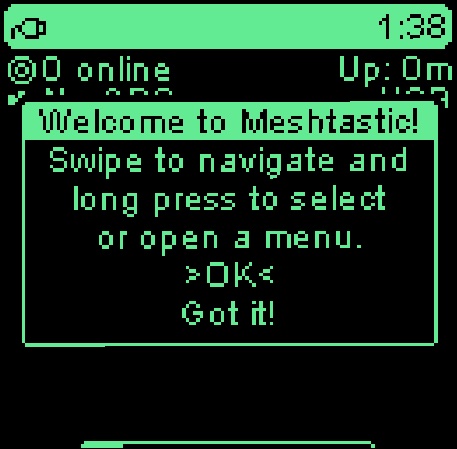 1:38
0 online
Up: 0m
Welcome to Meshtastic!
Swipe to navigate and
long press to select
or open a menu.
>OK<
Got it!